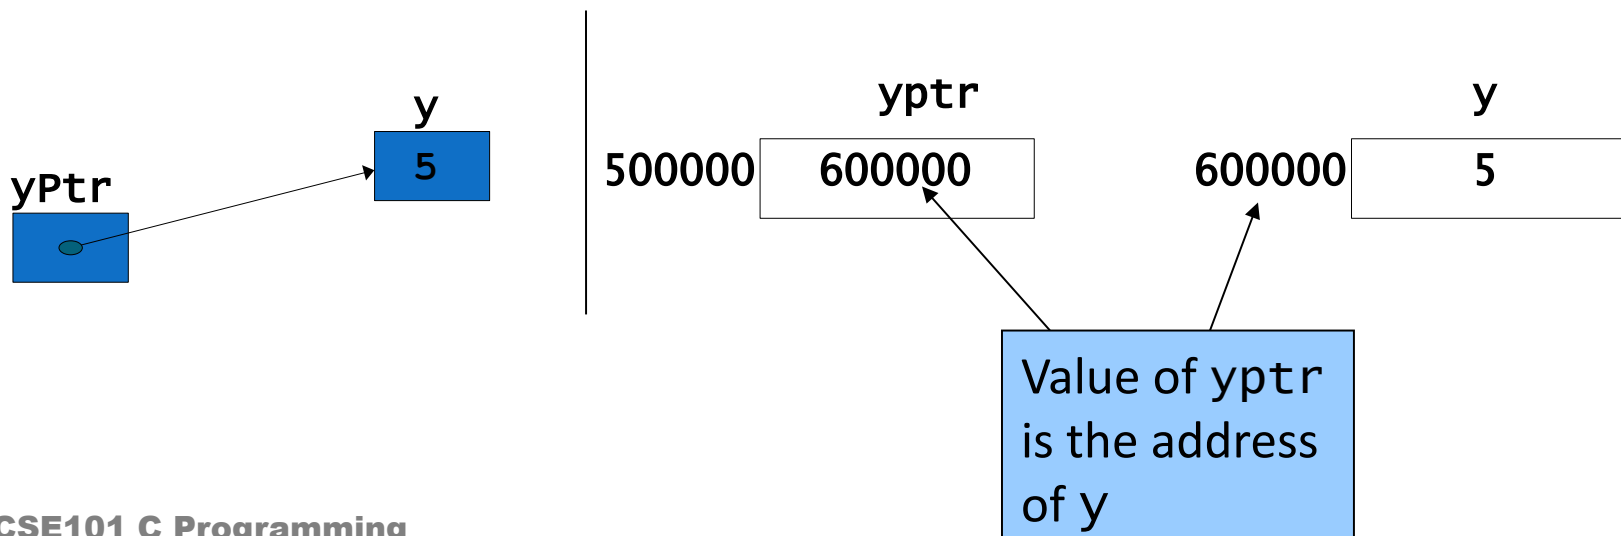 y
5
yPtr
yptr
y
500000 600000
600000 5
Value of yptr
is the address
of y
CSE101 C Programming